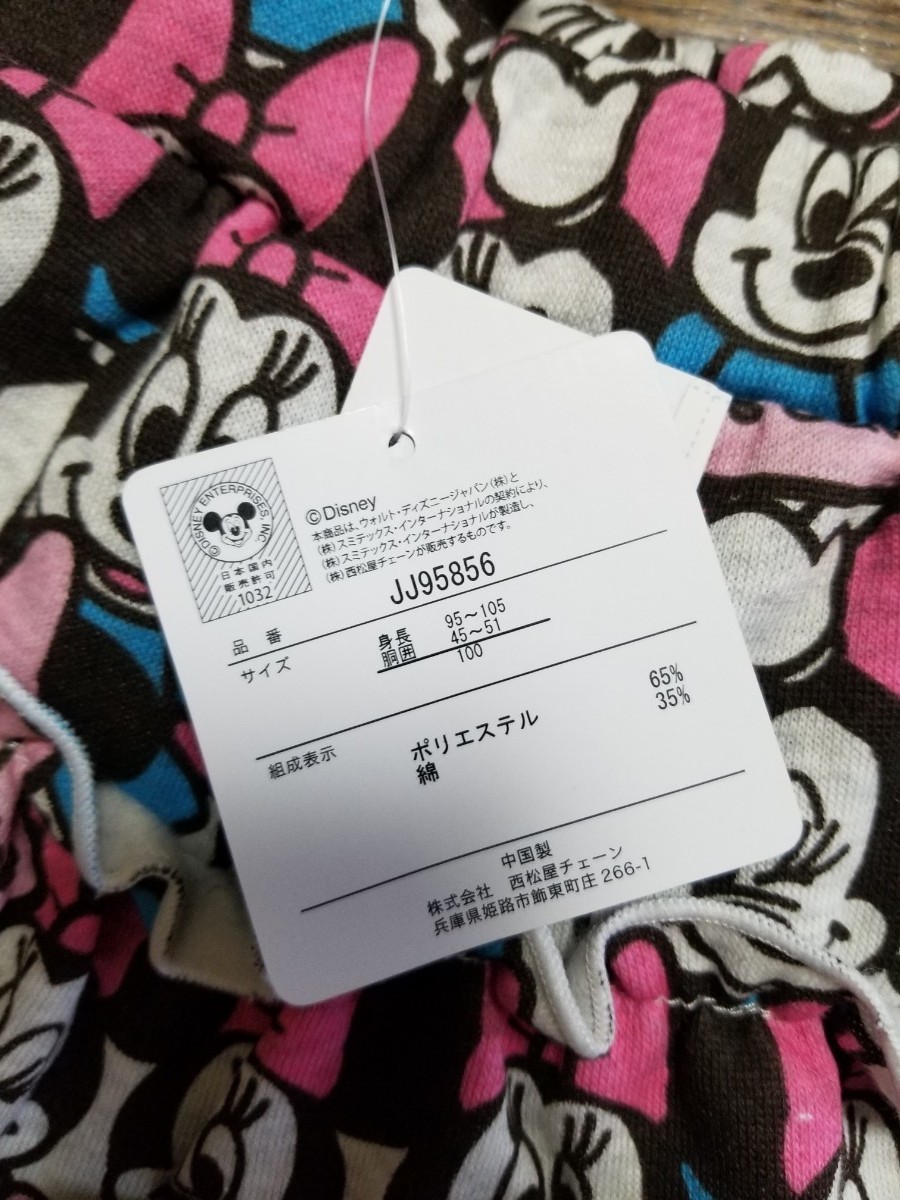 ©DISNEY ENTERPRISES, INC.
日本国内
販売許可
1032
©Disney
本商品は、ウォルト・ディズニージャパン(株)と
(株)スミテックス・インターナショナルの契約により、
(株)スミテックス・インターナショナルが製造し、
(株)西松屋チェーンが販売するものです。
品番 JJ95856
サイズ 身長 95～105
胴囲 45～51
100
組成表示 ポリエステル 65%
綿 35%
中国製
株式会社 西松屋チェーン
兵庫県姫路市飾東町庄266-1